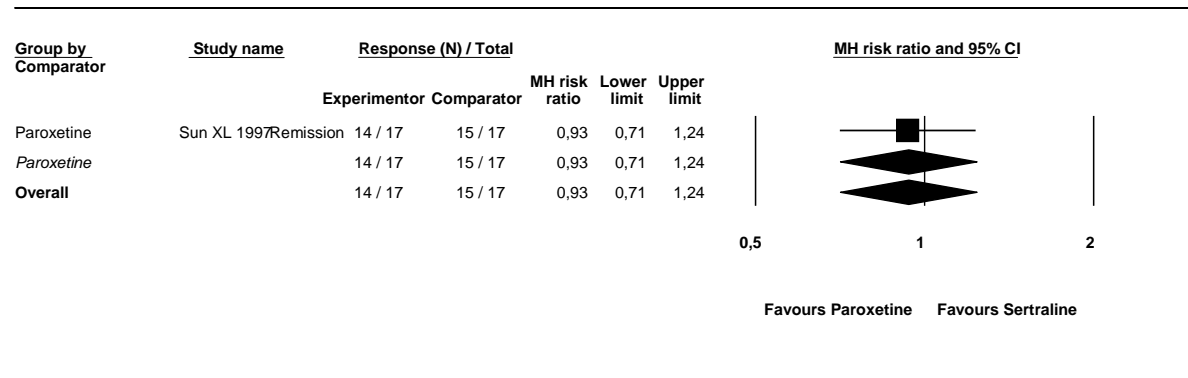 Group by Study name Response (N) / Total MH risk ratio and 95% CI
Comparator
MH risk Lower Upper
Experimentor Comparator ratio limit limit
Paroxetine Sun XL 1997Remission 14 / 17 15 / 17 0,93 0,71 1,24
Paroxetine 14 / 17 15 / 17 0,93 0,71 1,24
Overall 14 / 17 15 / 17 0,93 0,71 1,24
0,5 1 2
Favours Paroxetine Favours Sertraline